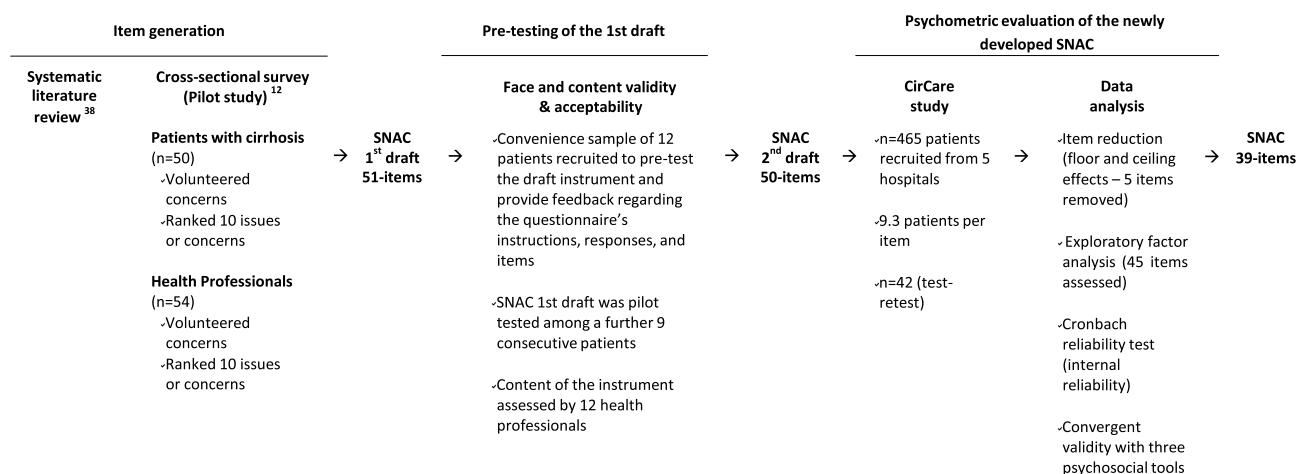 Item generation
Systematic
literature
review 38
Cross-sectional survey
(Pilot study) 12
Patients with cirrhosis
(n=50)
✓Volunteered
concerns
✓Ranked 10 issues
or concerns
Health Professionals
(n=54)
✓Volunteered
concerns
✓Ranked 10 issues
or concerns
→
SNAC
1st draft
51-items
→
Pre-testing of the 1st draft
Face and content validity
& acceptability
✓Convenience sample of 12
patients recruited to pre-test
the draft instrument and
provide feedback regarding
the questionnaire’s
instructions, responses, and
items
✓SNAC 1st draft was pilot
tested among a further 9
consecutive patients
✓Content of the instrument
assessed by 12 health
professionals
→
SNAC
2nd draft
50-items
→
Psychometric evaluation of the newly
developed SNAC
CirCare
study
✓n=465 patients
recruited from 5
hospitals
✓9.3 patients per
item
✓n=42 (test-
retest)
→
Data
analysis
✓Item reduction
(floor and ceiling
effects – 5 items
removed)
✓Exploratory factor
analysis (45 items
assessed)
✓Cronbach
reliability test
(internal
reliability)
✓Convergent
validity with three
psychosocial tools
→
SNAC
39-items